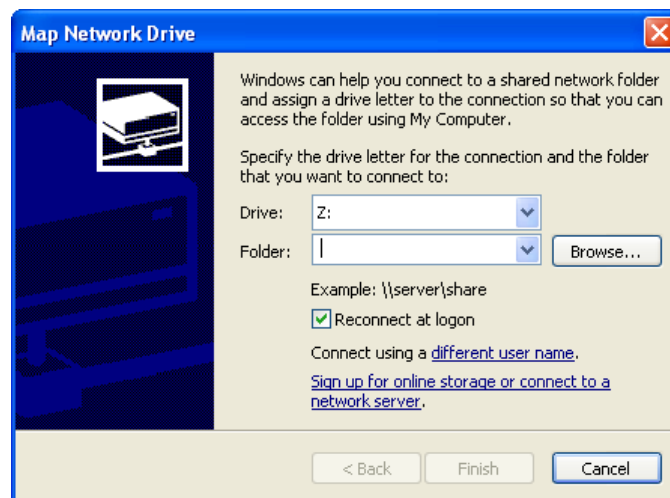 Map Network Drive
Windows can help you connect to a shared network folder
and assign a drive letter to the connection so that you can
access the folder using My Computer.
Specify the drive letter for the connection and the folder
that you want to connect to:
Drive: Z:
Folder: Browse...
Example: \\server\share
Reconnect at logon
Connect using a different user name.
Sign up for online storage or connect to a
network server.
< Back Finish Cancel